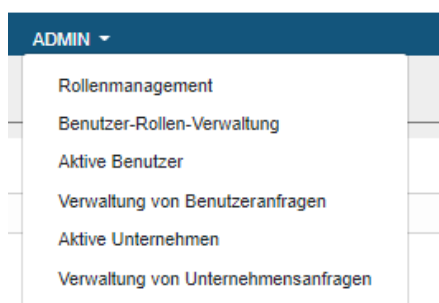 ADMIN
Rollenmanagement
Benutzer-Rollen-Verwaltung
Aktive Benutzer
Verwaltung von Benutzeranfragen
Aktive Unternehmen
Verwaltung von Unternehmensanfragen